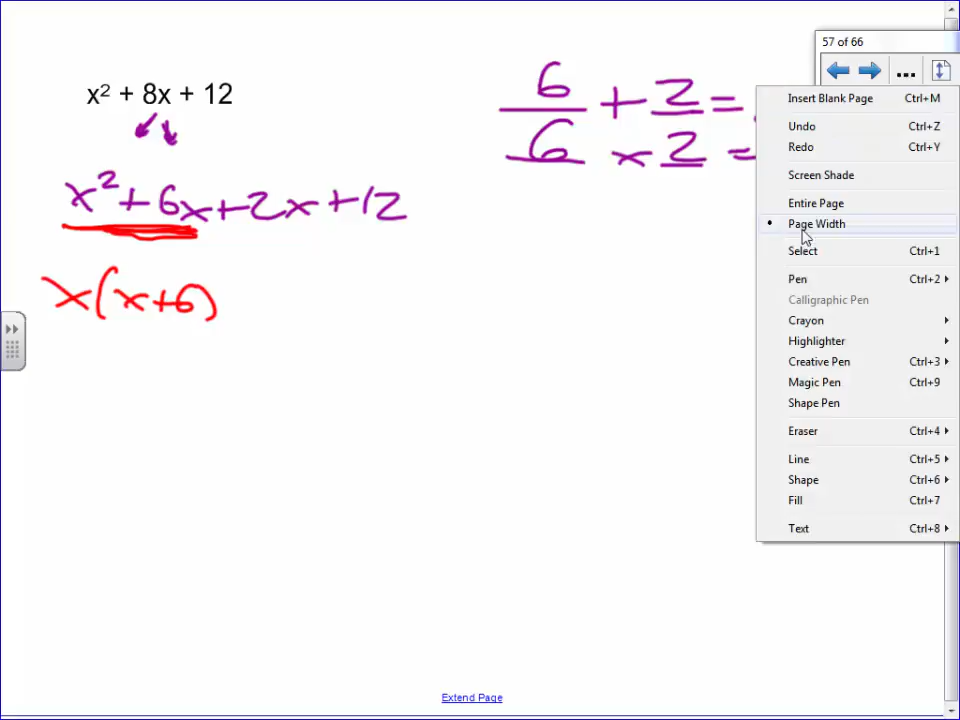 x² + 8x + 12
x² + 6x + 2x + 12
x(x+6)
6 + 2 =
6 x 2 =
57 of 66
...
Insert Blank Page Ctrl+M
Undo Ctrl+Z
Redo Ctrl+Y
Screen Shade
Entire Page
Page Width
Select Ctrl+1
Pen Ctrl+2
Calligraphic Pen
Crayon
Highlighter
Creative Pen Ctrl+3
Magic Pen Ctrl+9
Shape Pen
Eraser Ctrl+4
Line Ctrl+5
Shape Ctrl+6
Fill Ctrl+7
Text Ctrl+8
Extend Page